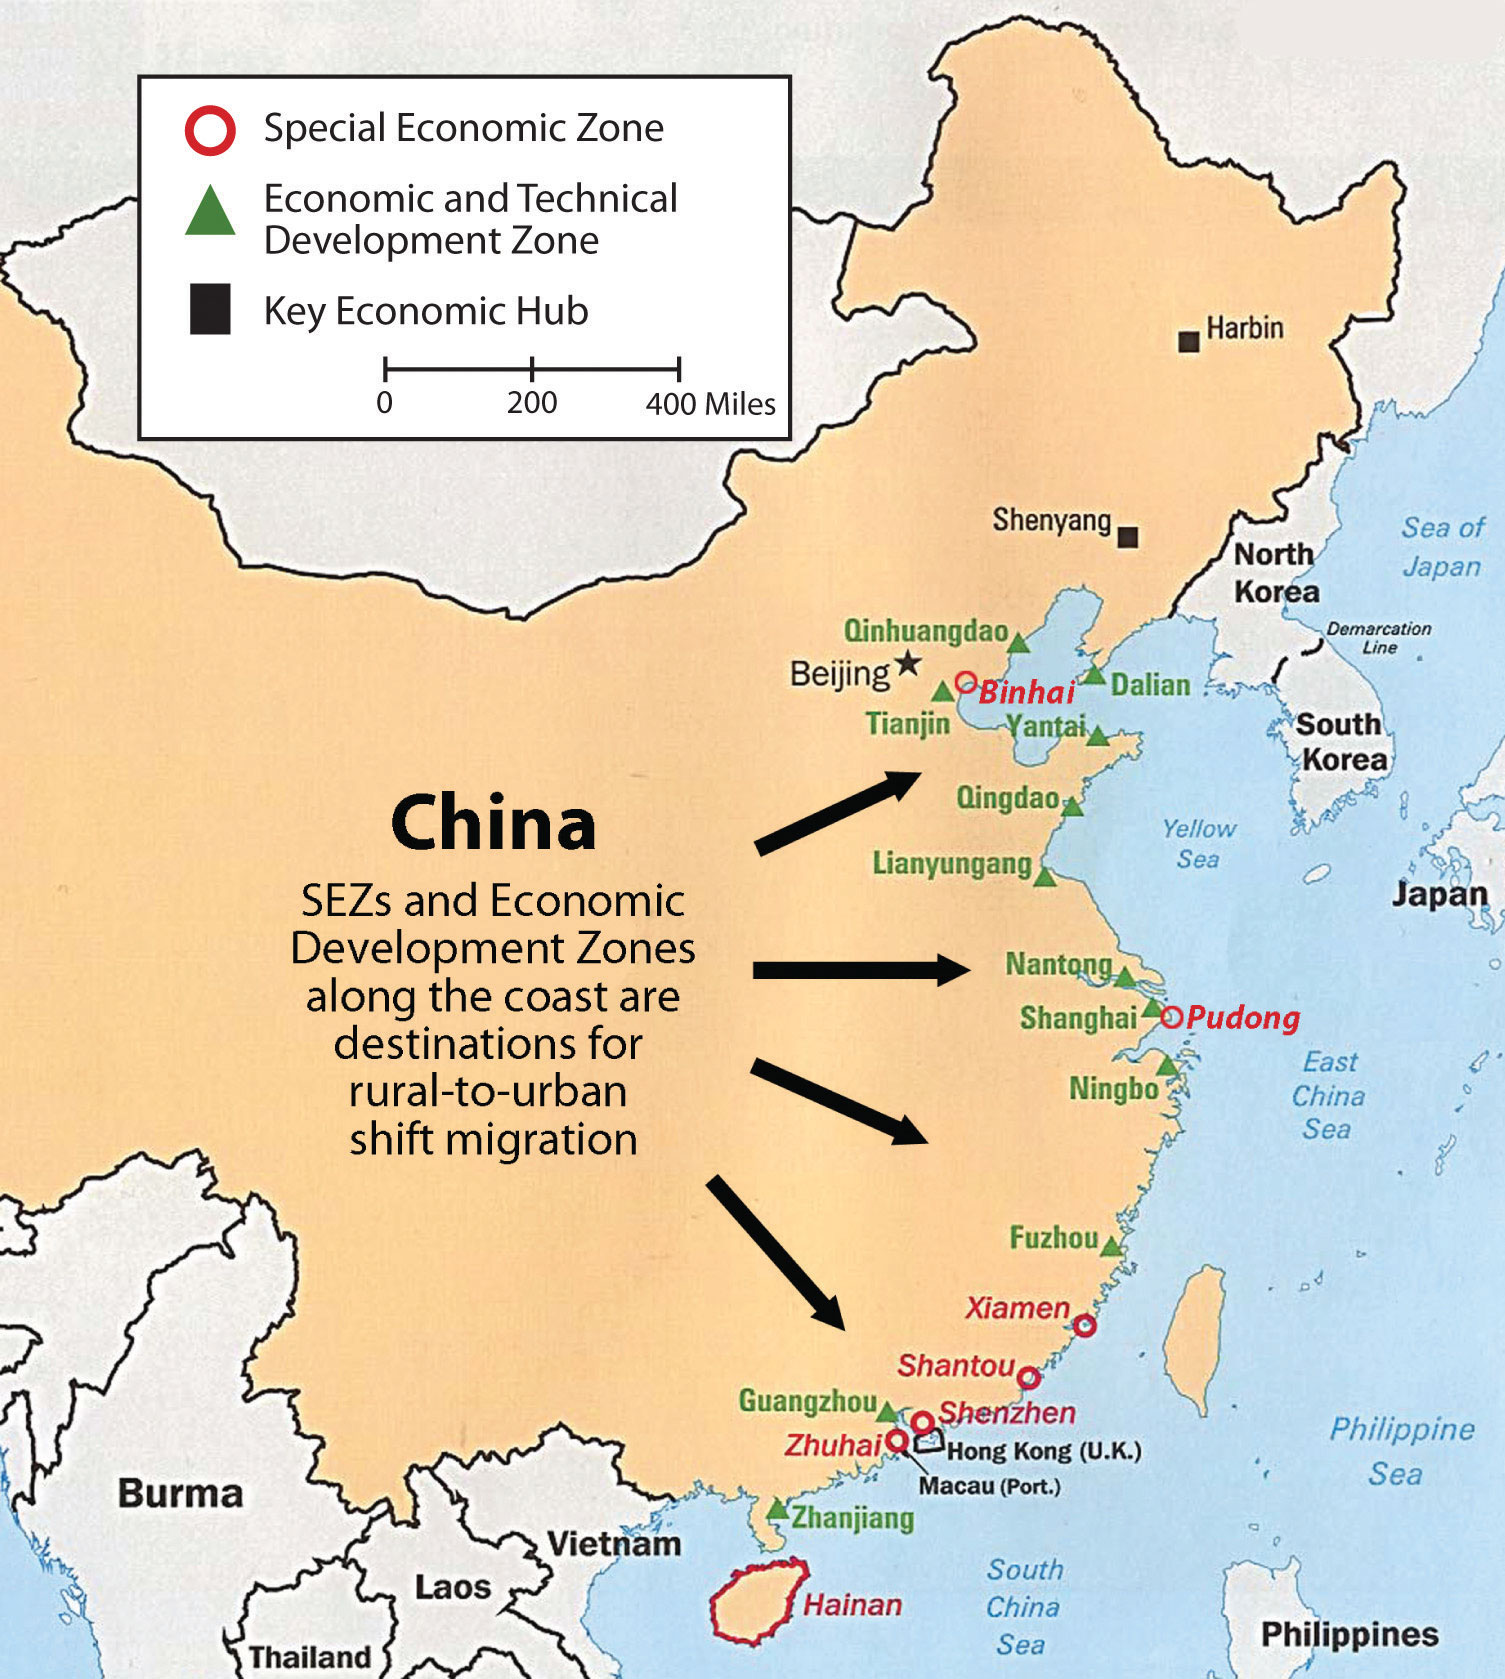 Special Economic Zone
Economic and Technical
Development Zone
Key Economic Hub
0 200 400 Miles
Harbin
Shenyang
North
Korea
Sea of
Japan
Demarcation
Line
Qinhuangdao
Beijing
Binhai
Dalian
Tianjin
Yantai
South
Korea
Qingdao
Yellow
Sea
Lianyungang
Japan
China
SEZs and Economic
Development Zones
along the coast are
destinations for
rural-to-urban
shift migration
Nantong
Shanghai
Pudong
Ningbo
East
China
Sea
Fuzhou
Xiamen
Shantou
Guangzhou
Shenzhen
Zhuhai
Hong Kong (U.K.)
Macau (Port.)
Philippine
Sea
Burma
Zhanjiang
Vietnam
Laos
Hainan
South
China
Sea
Thailand
Philippines